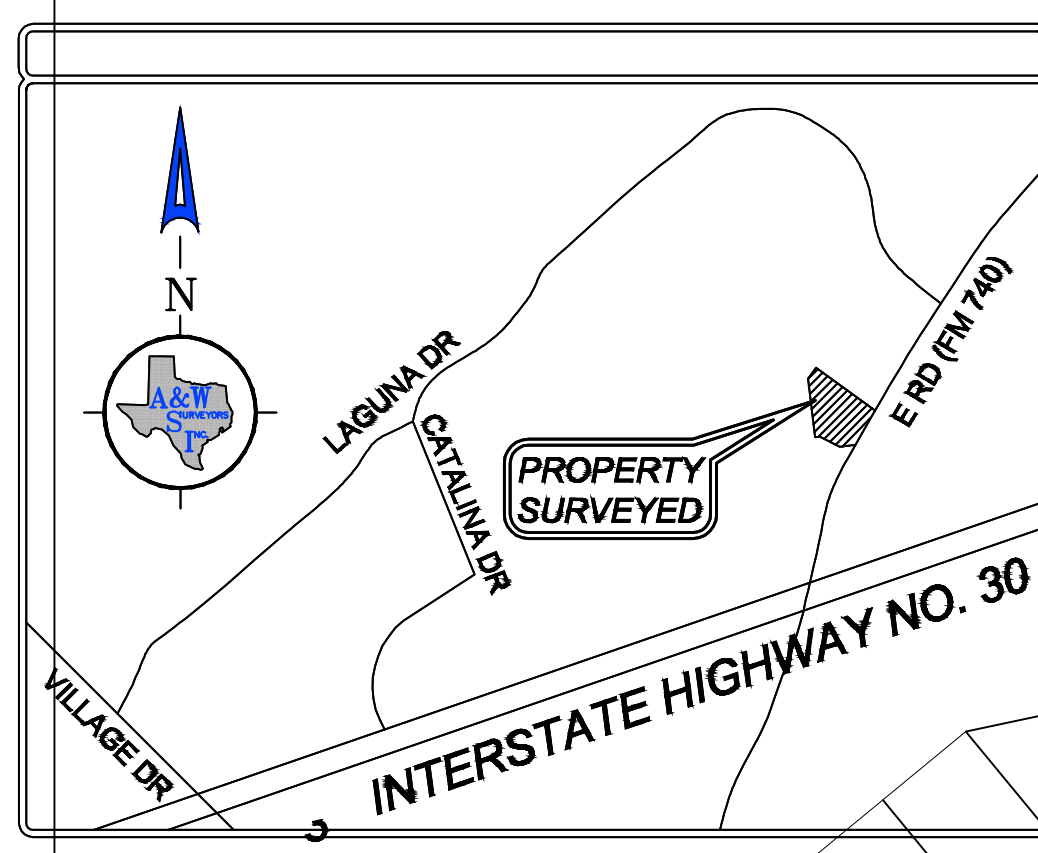 N
A&W
SURVEYORS
INC.
LAGUNA DR
CATALINA DR
E RD (FM 740)
PROPERTY
SURVEYED
INTERSTATE HIGHWAY NO. 30
VILLAGE DR